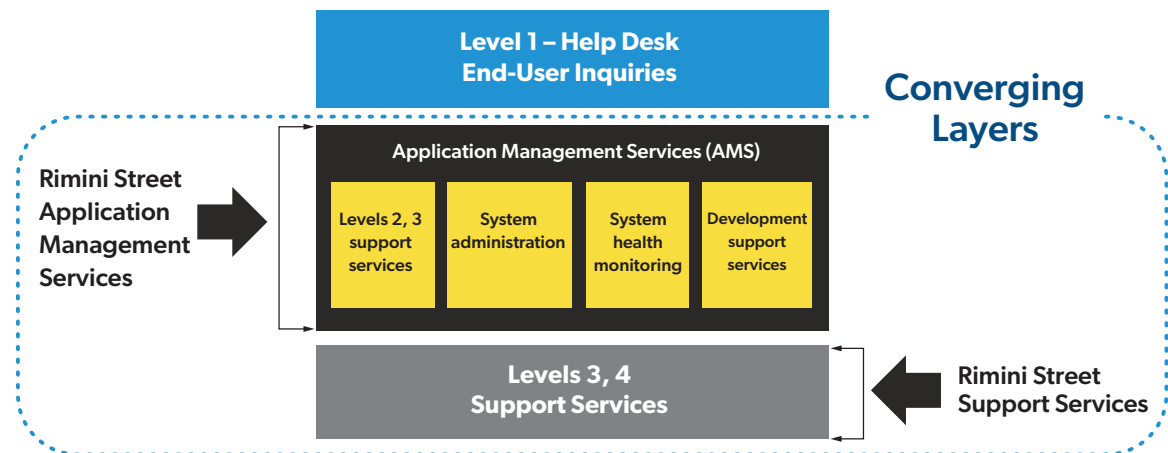 Level 1 – Help Desk
End-User Inquiries
Converging
Layers
Application Management Services (AMS)
Rimini Street
Application
Management
Services
Levels 2, 3
support
services
System
administration
System
health
monitoring
Development
support
services
Levels 3, 4
Support Services
Rimini Street
Support Services